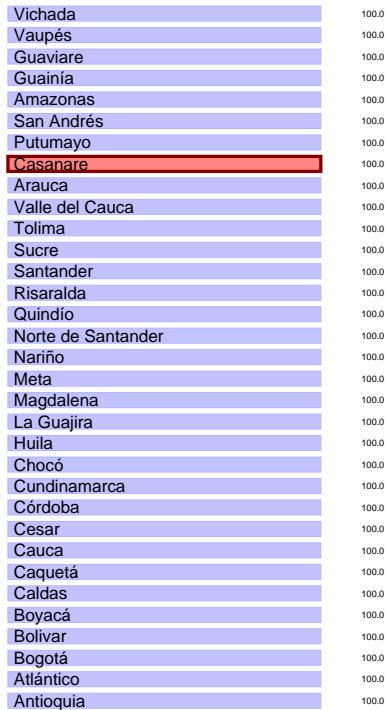 Vichada 100.0
Vaupés 100.0
Guaviare 100.0
Guainía 100.0
Amazonas 100.0
San Andrés 100.0
Putumayo 100.0
Casanare 100.0
Arauca 100.0
Valle del Cauca 100.0
Tolima 100.0
Sucre 100.0
Santander 100.0
Risaralda 100.0
Quindío 100.0
Norte de Santander 100.0
Nariño 100.0
Meta 100.0
Magdalena 100.0
La Guajira 100.0
Huila 100.0
Chocó 100.0
Cundinamarca 100.0
Córdoba 100.0
Cesar 100.0
Cauca 100.0
Caquetá 100.0
Caldas 100.0
Boyacá 100.0
Bolivar 100.0
Bogotá 100.0
Atlántico 100.0
Antioquia 100.0